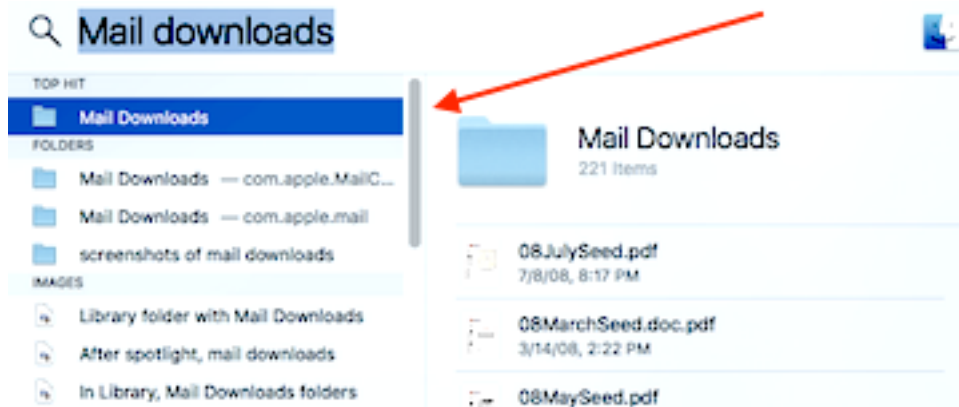 Mail downloads
TOP HIT
Mail Downloads
FOLDERS
Mail Downloads — com.apple.MailC...
Mail Downloads — com.apple.mail
screenshots of mail downloads
IMAGES
Library folder with Mail Downloads
After spotlight, mail downloads
In Library, Mail Downloads folders
Mail Downloads
221 Items
08JulySeed.pdf
7/8/08, 8:17 PM
08MarchSeed.doc.pdf
3/14/08, 2:22 PM
08MaySeed.pdf